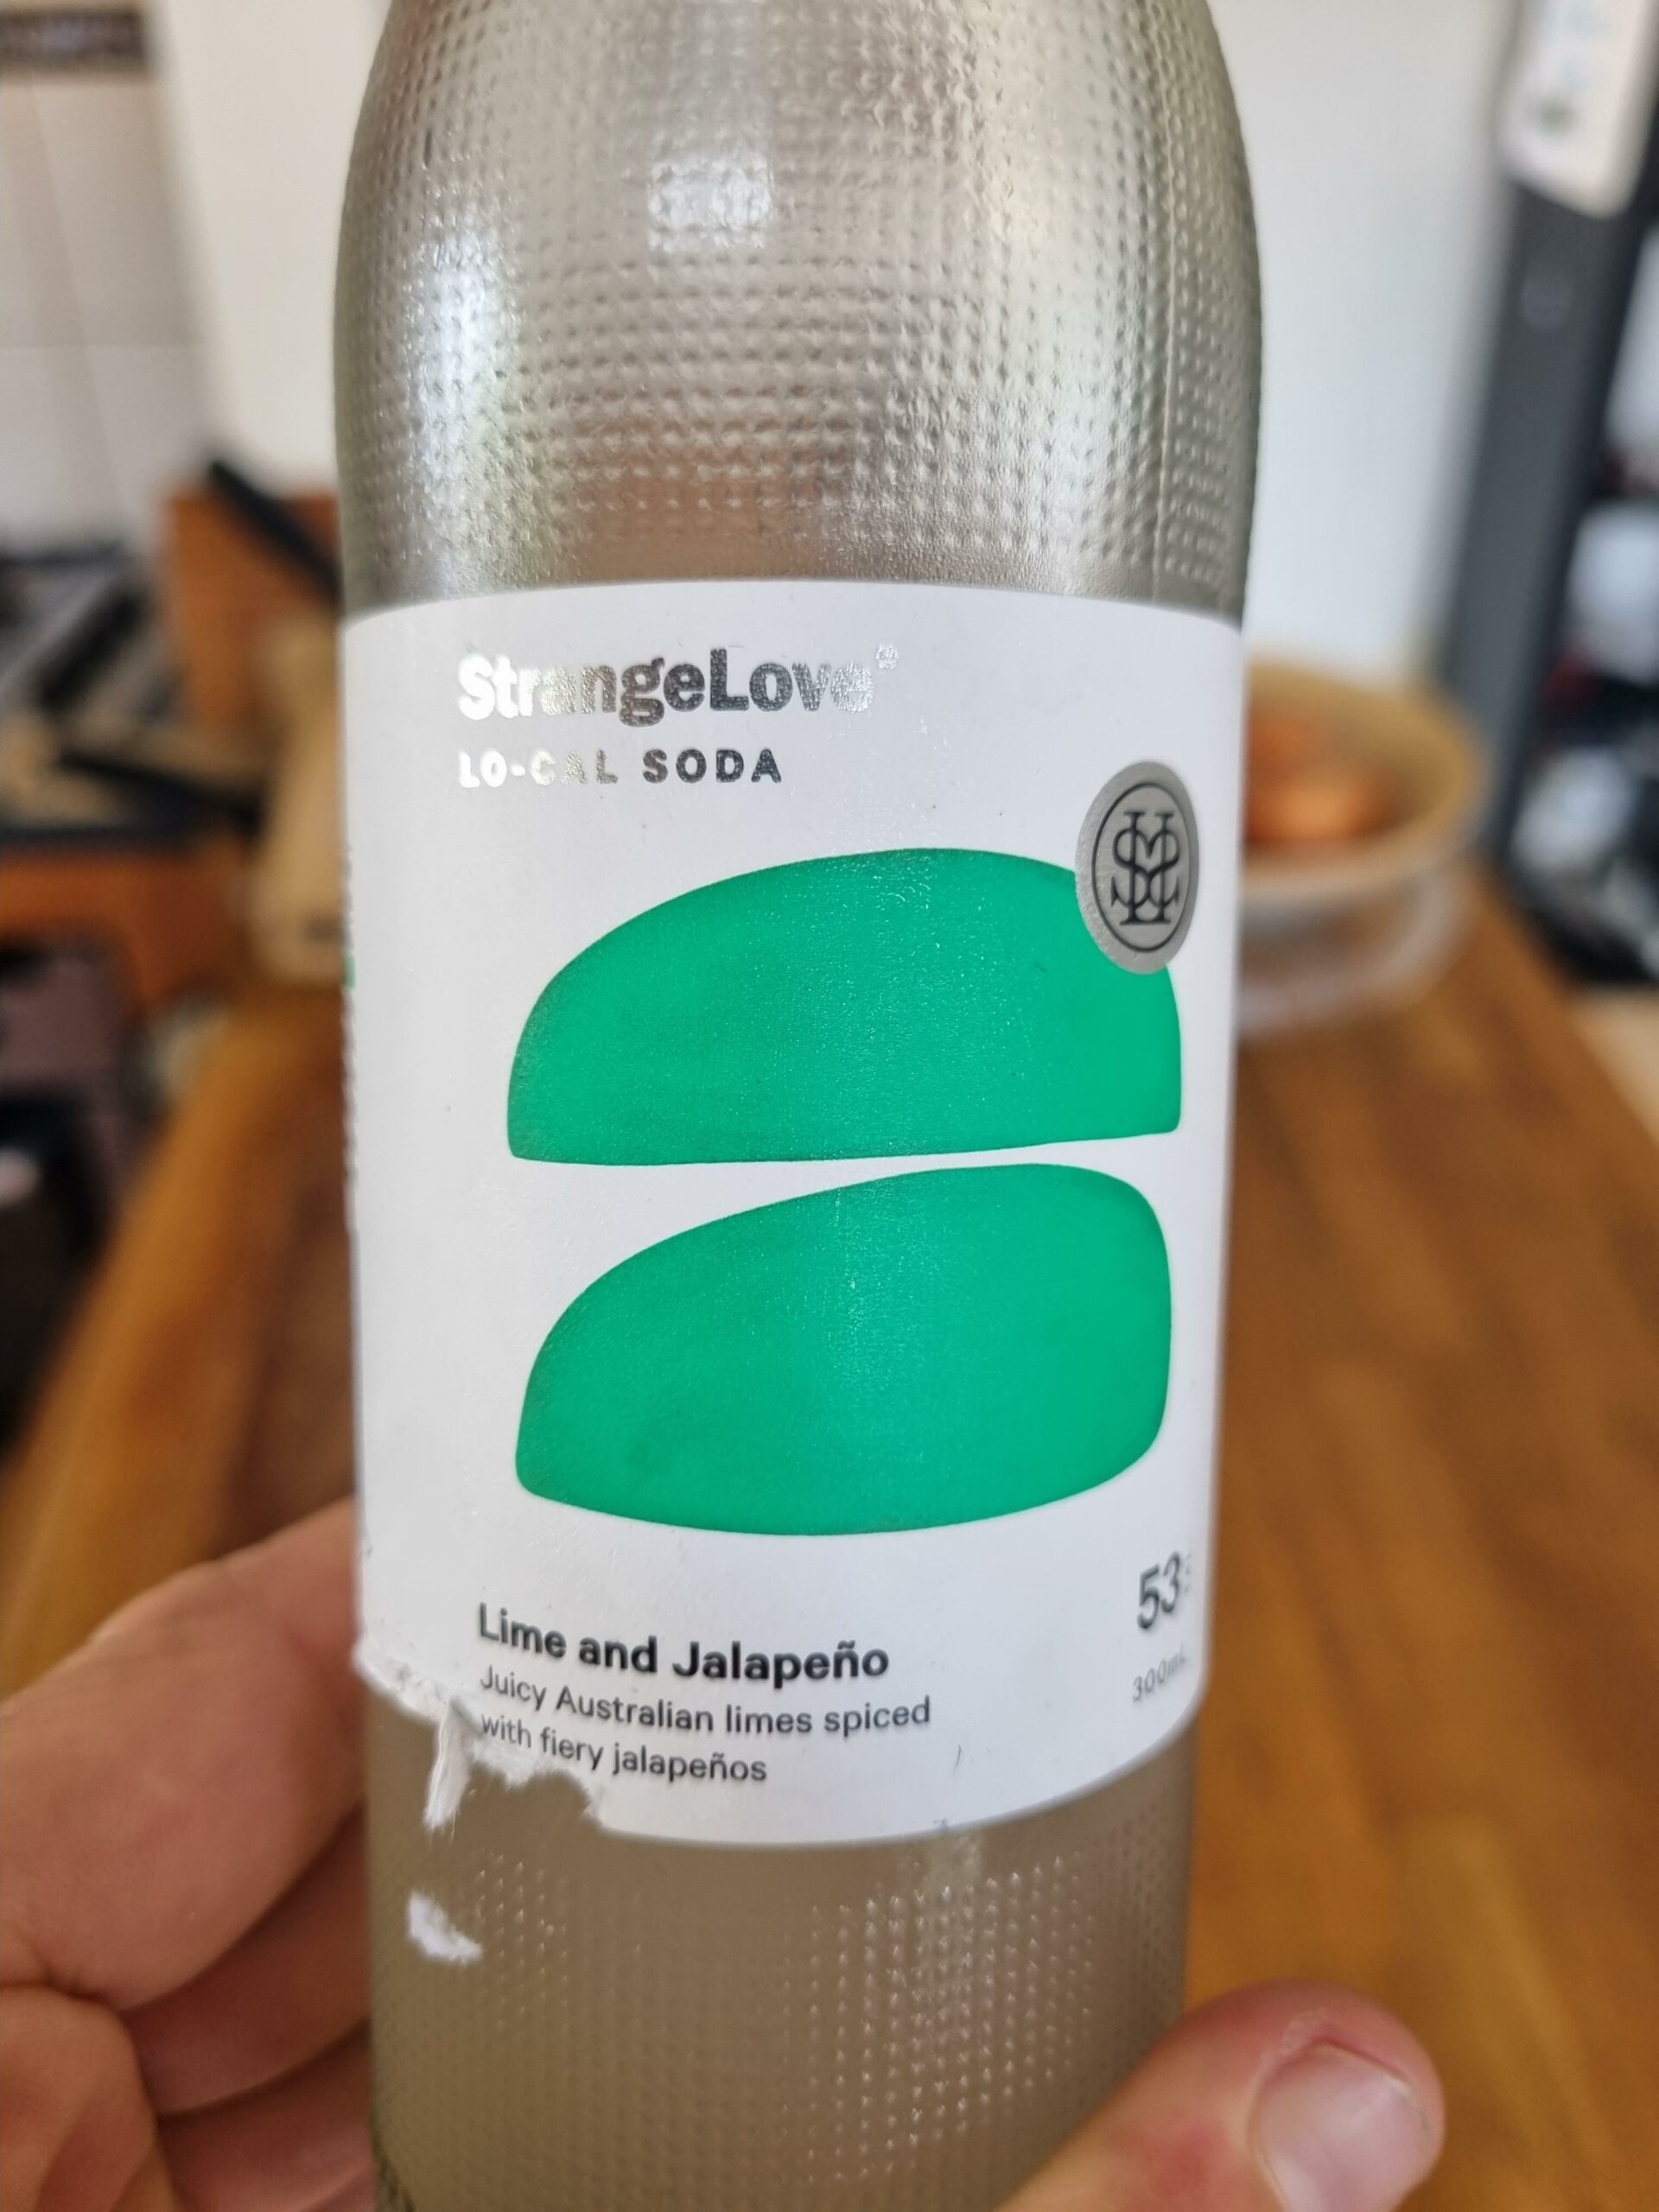 StrangeLove®
LO-CAL SODA
Lime and Jalapeño
Juicy Australian limes spiced
with fiery jalapeños
53
300mL